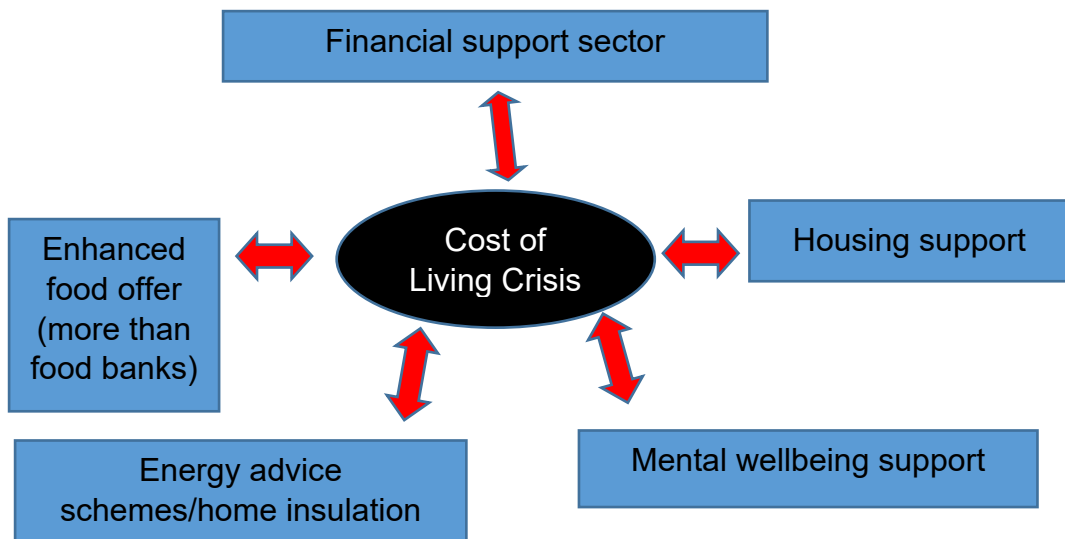 Financial support sector
Enhanced
food offer
(more than
food banks)
Cost of
Living Crisis
Housing support
Energy advice
schemes/home insulation
Mental wellbeing support